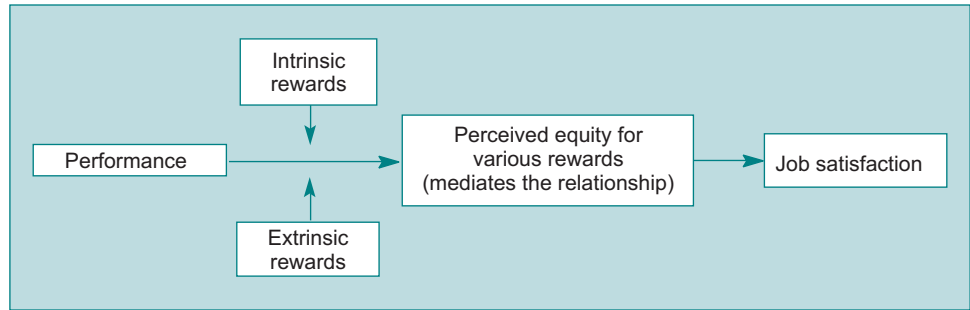 Intrinsic
rewards
Performance
Perceived equity for
various rewards
(mediates the relationship)
Job satisfaction
Extrinsic
rewards